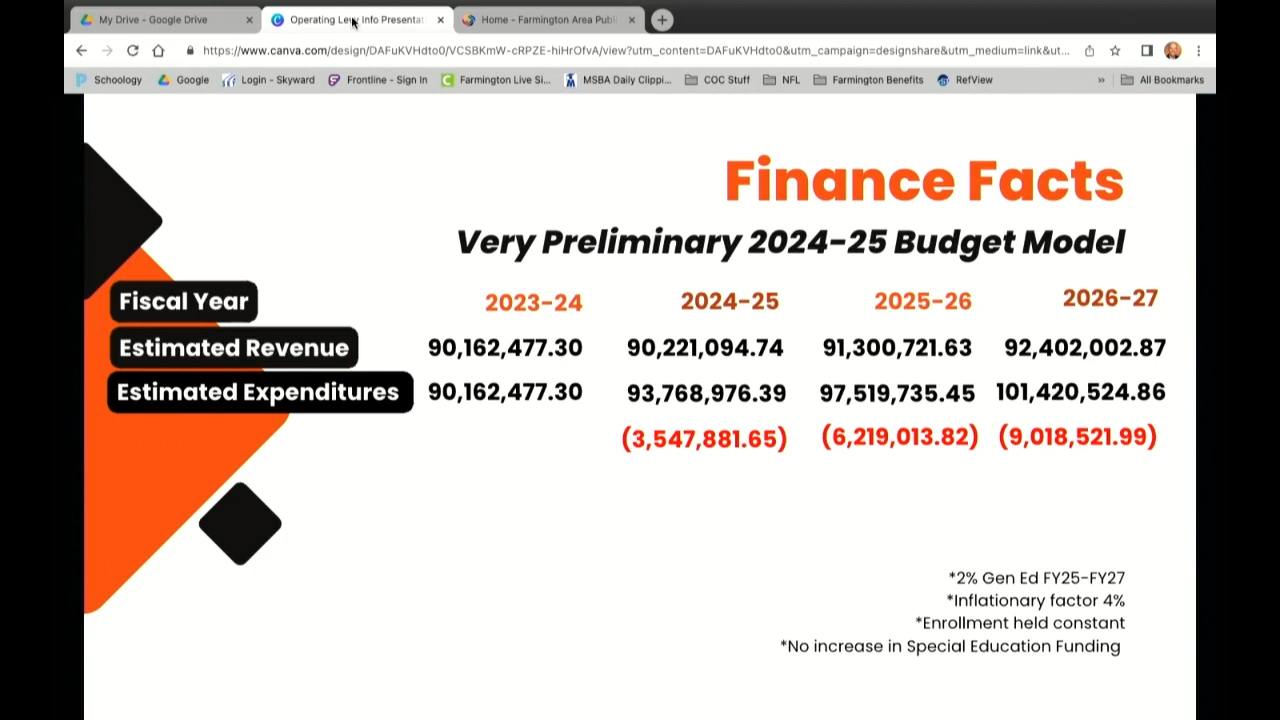 My Drive - Google Drive
Operating Levy Info Presentat
Home - Farmington Area Publi
https://www.canva.com/design/DAFuKVHdto0/VCSBKmW-cRPZE-hiHrOfvA/view?utm_content=DAFuKVHdto0&utm_campaign=designshare&utm_medium=link&ut...
Schoology Google Login - Skyward Frontline - Sign In Farmington Live Si... MSBA Daily Clippi... COC Stuff NFL Farmington Benefits RefView » All Bookmarks
Finance Facts
Very Preliminary 2024-25 Budget Model
Fiscal Year 2023-24 2024-25 2025-26 2026-27
Estimated Revenue 90,162,477.30 90,221,094.74 91,300,721.63 92,402,002.87
Estimated Expenditures 90,162,477.30 93,768,976.39 97,519,735.45 101,420,524.86
(3,547,881.65) (6,219,013.82) (9,018,521.99)
*2% Gen Ed FY25-FY27
*Inflationary factor 4%
*Enrollment held constant
*No increase in Special Education Funding